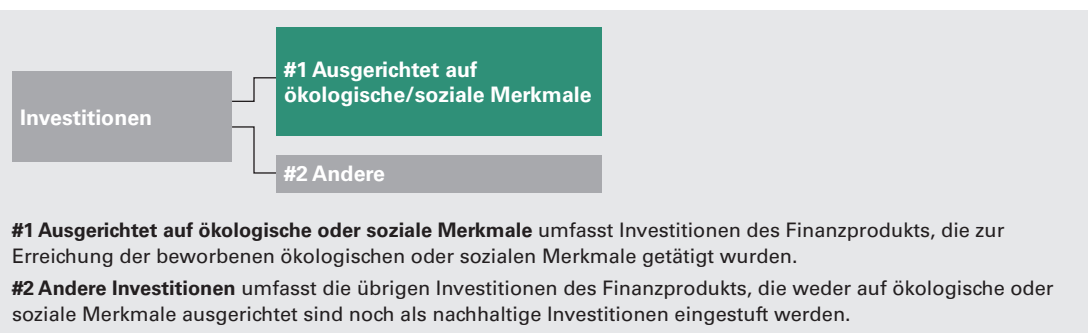 #1 Ausgerichtet auf
ökologische/soziale Merkmale
Investitionen
#2 Andere
#1 Ausgerichtet auf ökologische oder soziale Merkmale umfasst Investitionen des Finanzprodukts, die zur
Erreichung der beworbenen ökologischen oder sozialen Merkmale getätigt wurden.
#2 Andere Investitionen umfasst die übrigen Investitionen des Finanzprodukts, die weder auf ökologische oder
soziale Merkmale ausgerichtet sind noch als nachhaltige Investitionen eingestuft werden.